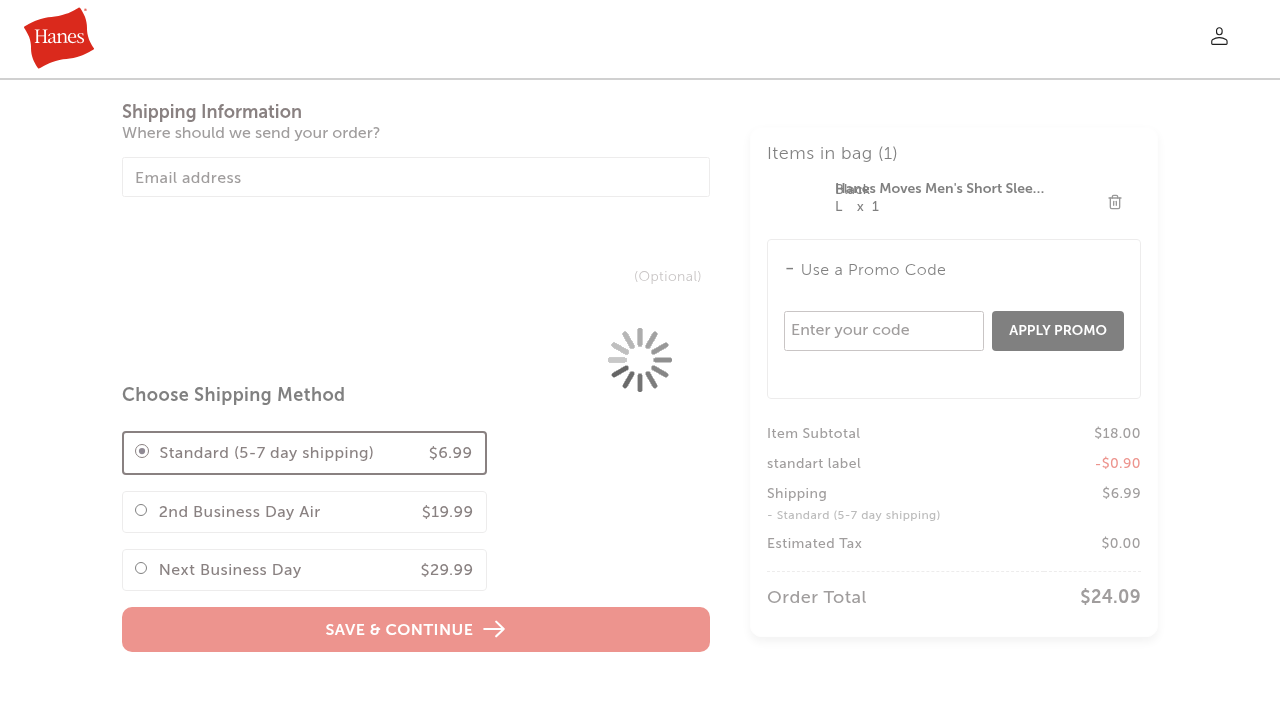 Hanes
Shipping Information
Where should we send your order?
Email address
(Optional)
Choose Shipping Method
Standard (5-7 day shipping) $6.99
2nd Business Day Air $19.99
Next Business Day $29.99
SAVE & CONTINUE
Items in bag (1)
Hanes Moves Men's Short Slee...
Black
L x 1
- Use a Promo Code
Enter your code
APPLY PROMO
Item Subtotal $18.00
standart label -$0.90
Shipping $6.99
- Standard (5-7 day shipping)
Estimated Tax $0.00
Order Total $24.09